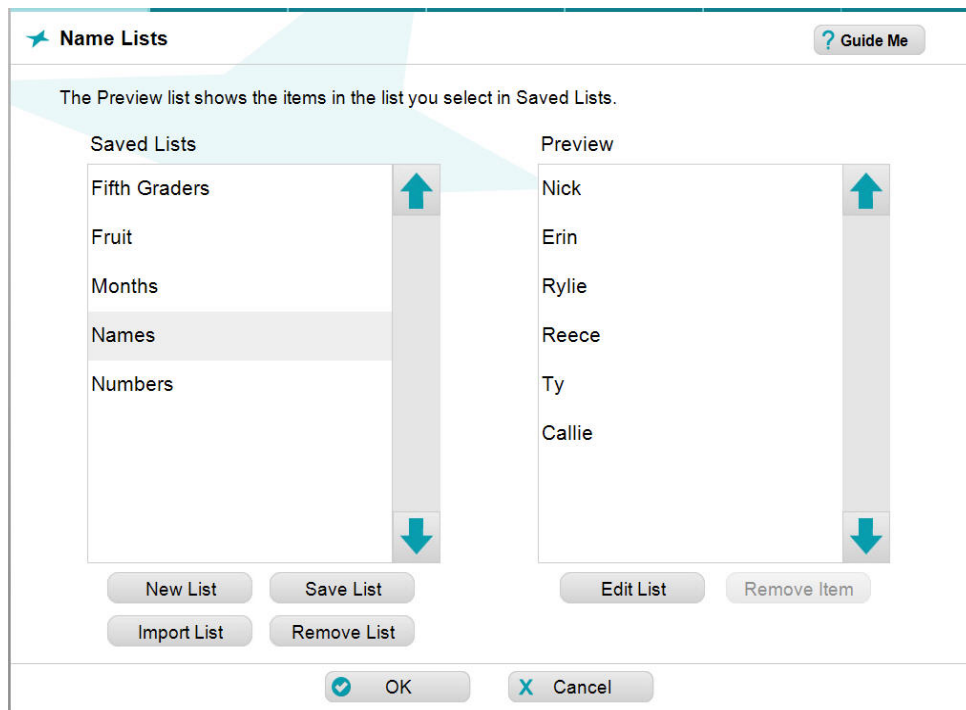 Name Lists
Guide Me
The Preview list shows the items in the list you select in Saved Lists.
Saved Lists
Fifth Graders
Fruit
Months
Names
Numbers
New List
Save List
Import List
Remove List
Preview
Nick
Erin
Rylie
Reece
Ty
Callie
Edit List
Remove Item
OK
Cancel